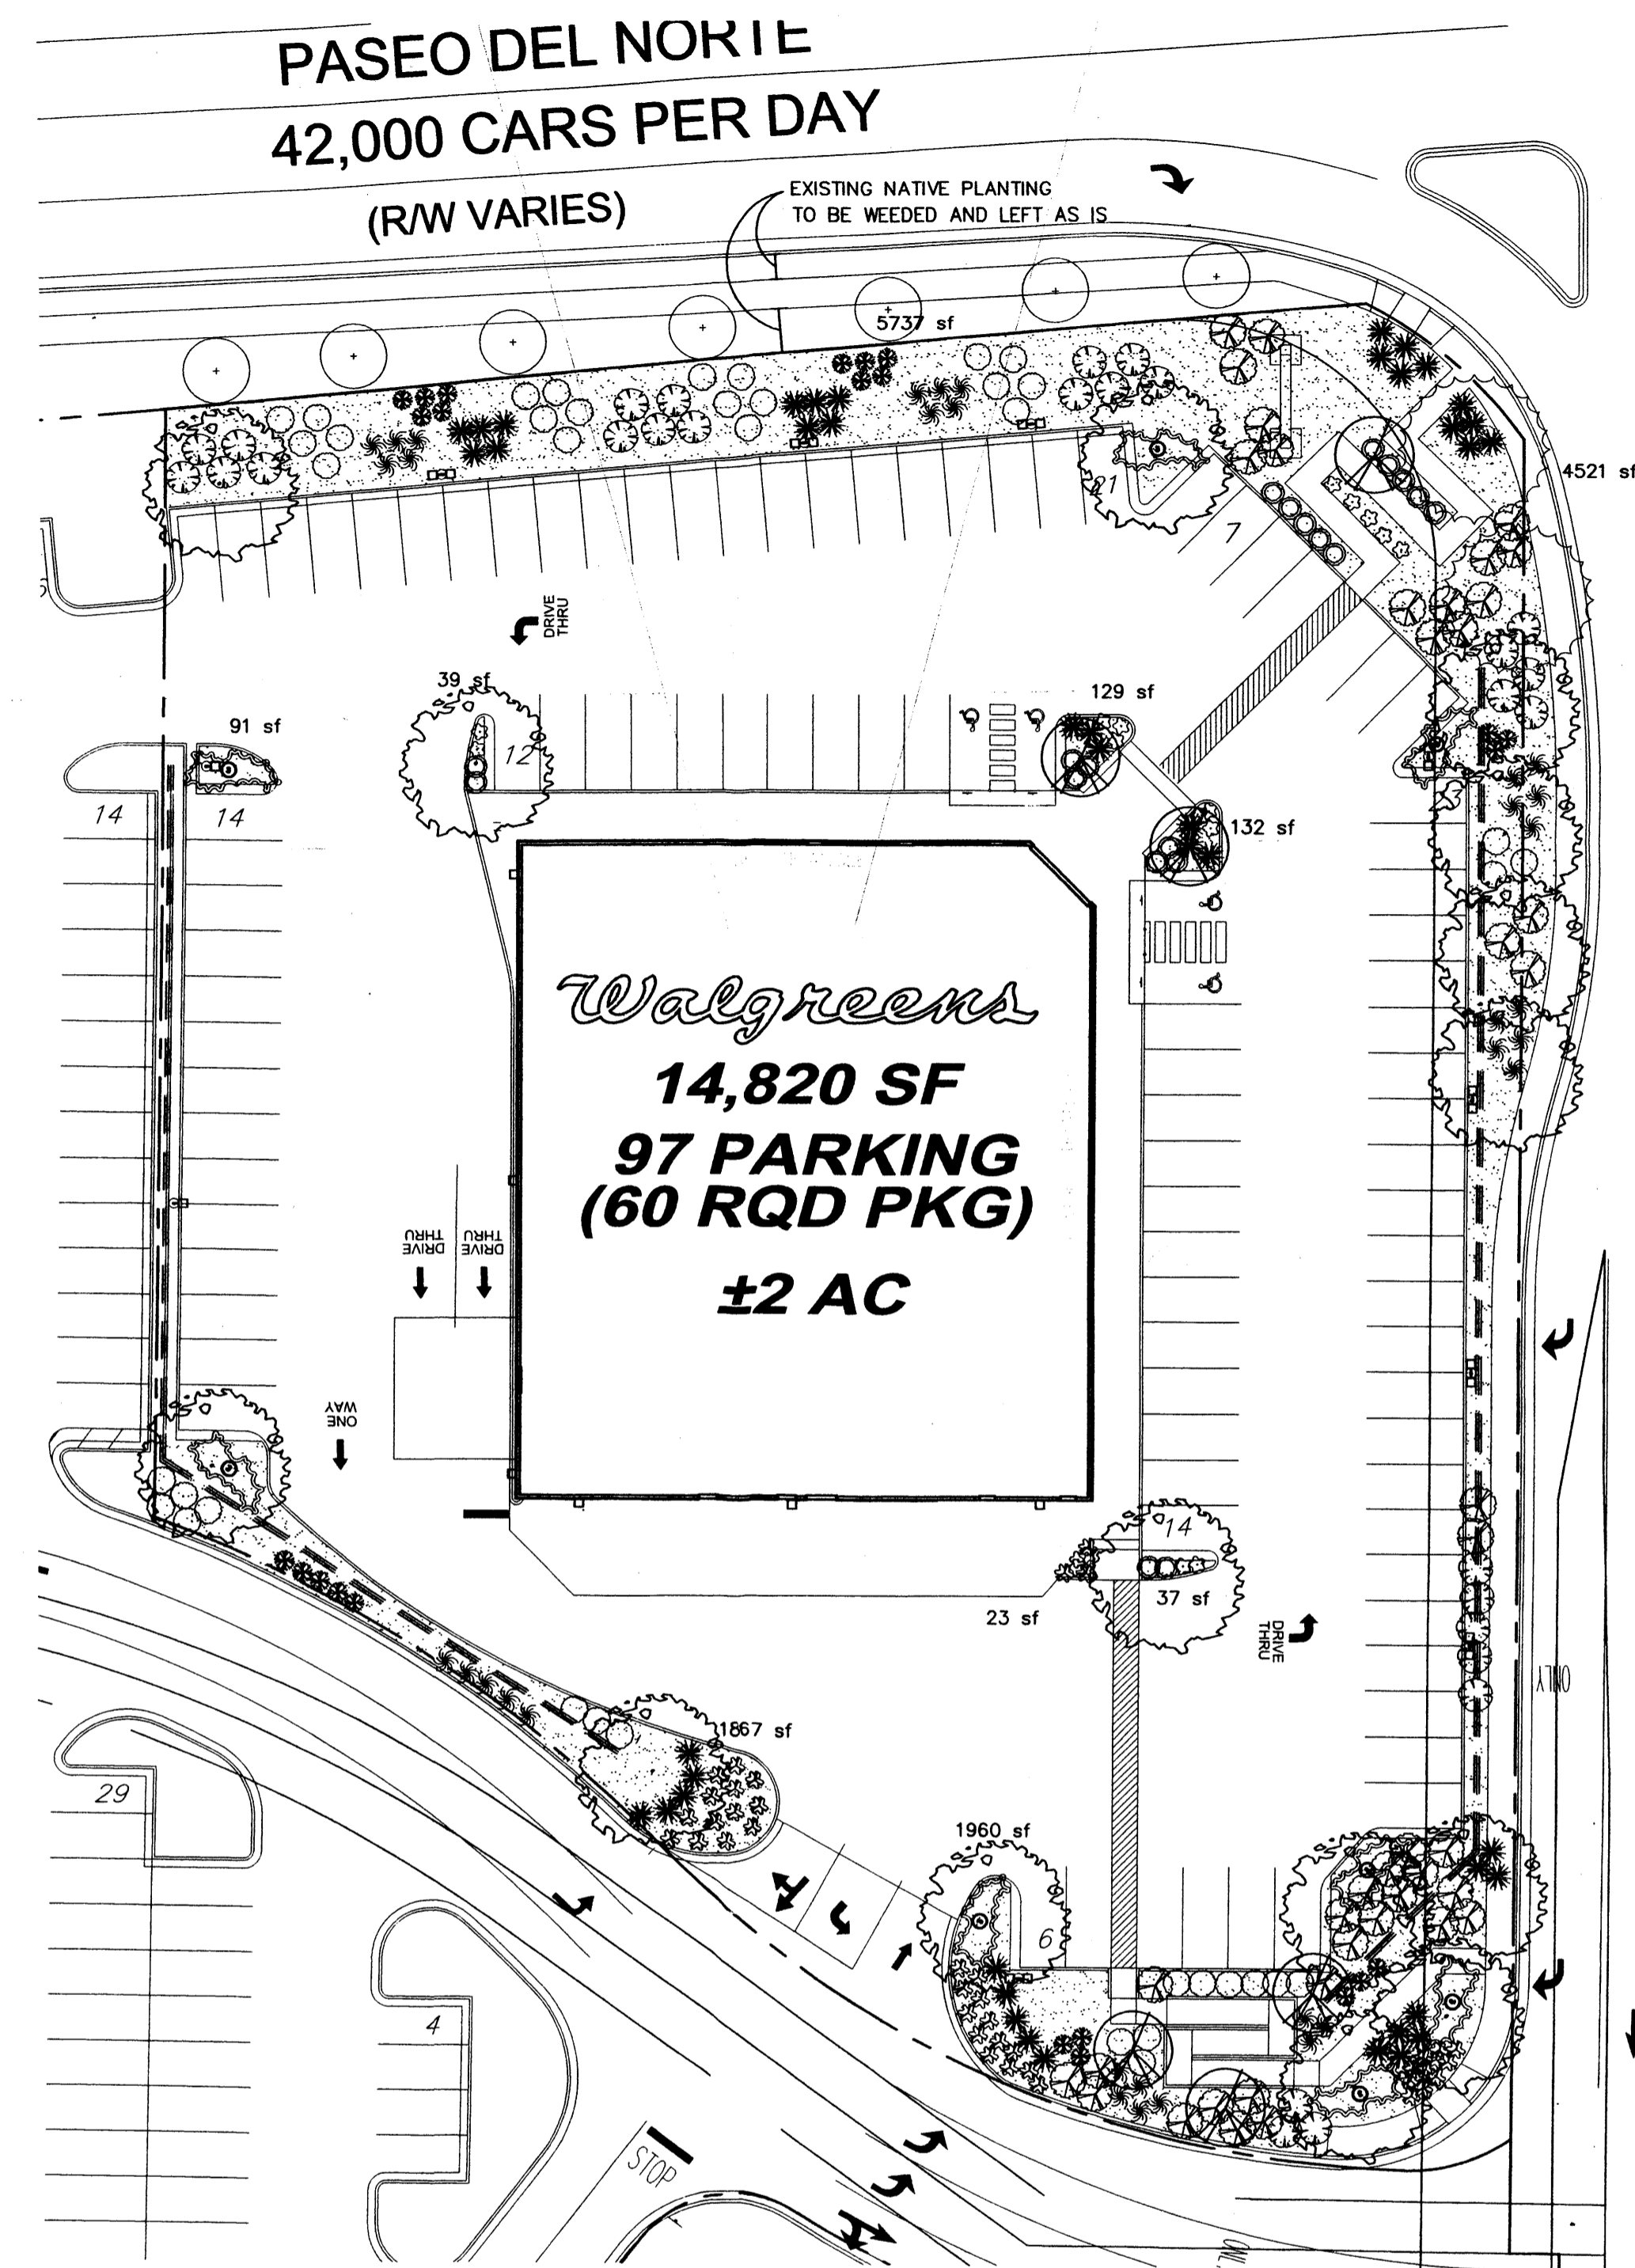 PASEO DEL NORTE
42,000 CARS PER DAY
(R/W VARIES)
EXISTING NATIVE PLANTING
TO BE WEEDED AND LEFT AS IS
5737 sf
4521 sf
21
7
DRIVE
THRU
39 sf
129 sf
91 sf
12
14
14
132 sf
Walgreens
14,820 SF
97 PARKING
(60 RQD PKG)
±2 AC
DRIVE
THRU
DRIVE
THRU
ONE
WAY
14
37 sf
23 sf
DRIVE
THRU
ONLY
1867 sf
29
1960 sf
6
4
STOP